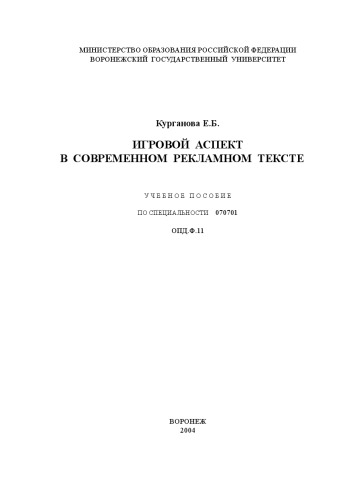 МИНИСТЕРСТВО ОБРАЗОВАНИЯ РОССИЙСКОЙ ФЕДЕРАЦИИ
ВОРОНЕЖСКИЙ ГОСУДАРСТВЕННЫЙ УНИВЕРСИТЕТ
Курганова Е.Б.
ИГРОВОЙ АСПЕКТ
В СОВРЕМЕННОМ РЕКЛАМНОМ ТЕКСТЕ
УЧЕБНОЕ ПОСОБИЕ
ПО СПЕЦИАЛЬНОСТИ 070701
ОПД.Ф.11
ВОРОНЕЖ
2004